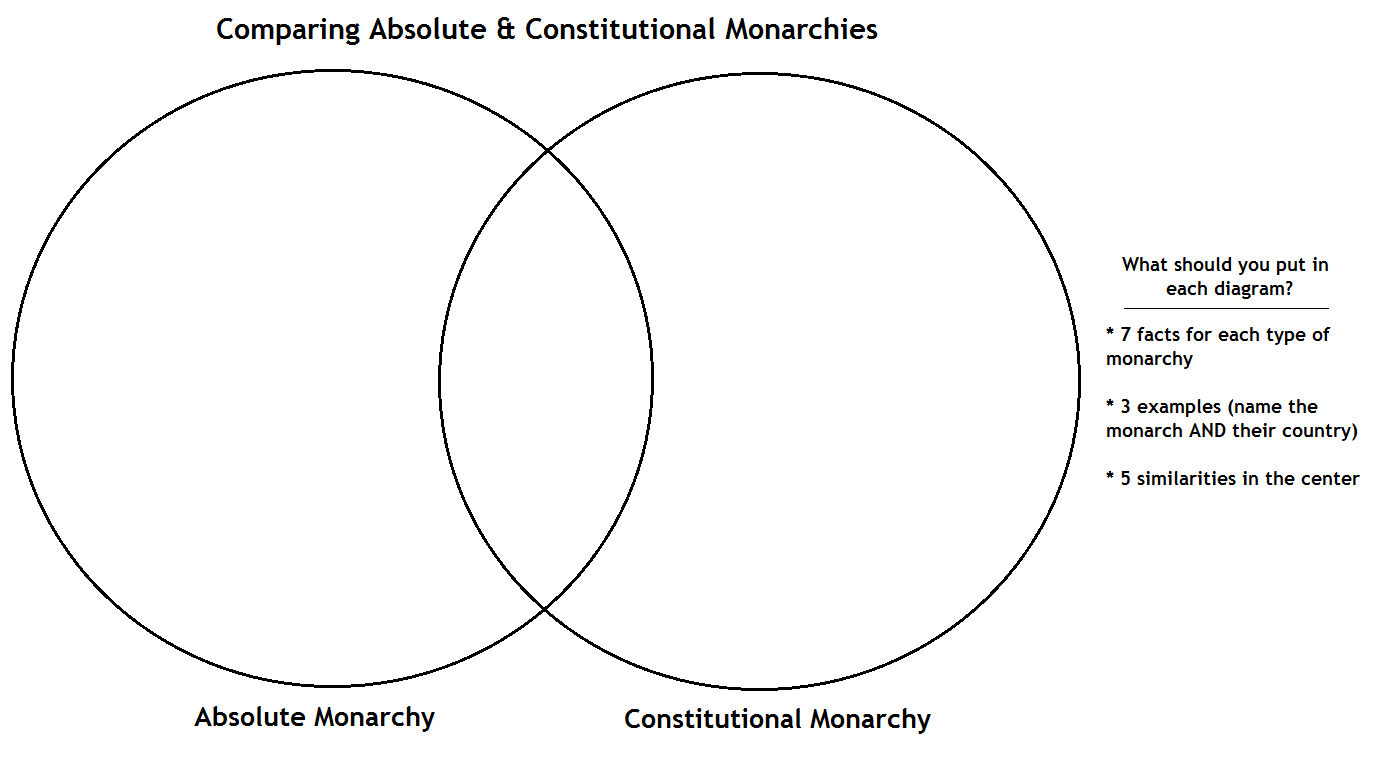 Comparing Absolute & Constitutional Monarchies
What should you put in
each diagram?
* 7 facts for each type of
monarchy
* 3 examples (name the
monarch AND their country)
* 5 similarities in the center
Absolute Monarchy
Constitutional Monarchy